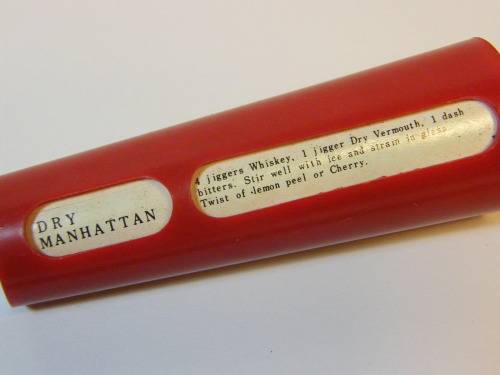 DRY
MANHATTAN
4 jiggers Whiskey, 1 jigger Dry Vermouth, 1 dash
bitters. Stir well with ice and strain in glass
Twist of lemon peel or Cherry.